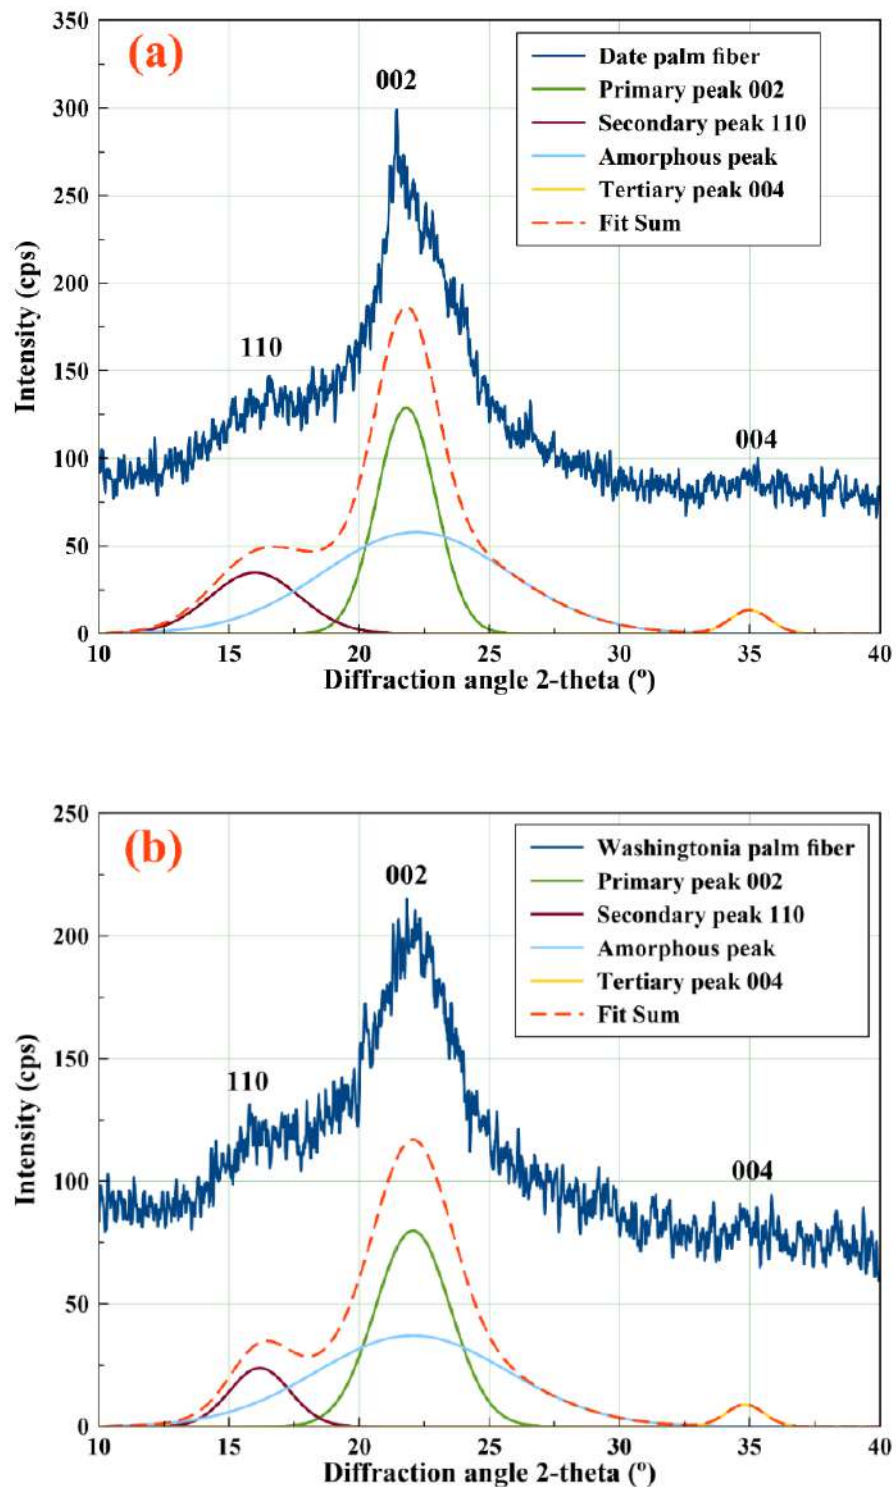 (a)
350
300
250
200
150
100
50
0
Intensity (cps)
002
110
004
Date palm fiber
Primary peak 002
Secondary peak 110
Amorphous peak
Tertiary peak 004
Fit Sum
10 15 20 25 30 35 40
Diffraction angle 2-theta (º)
(b)
250
200
150
100
50
0
Intensity (cps)
002
110
004
Washingtonia palm fiber
Primary peak 002
Secondary peak 110
Amorphous peak
Tertiary peak 004
Fit Sum
10 15 20 25 30 35 40
Diffraction angle 2-theta (º)